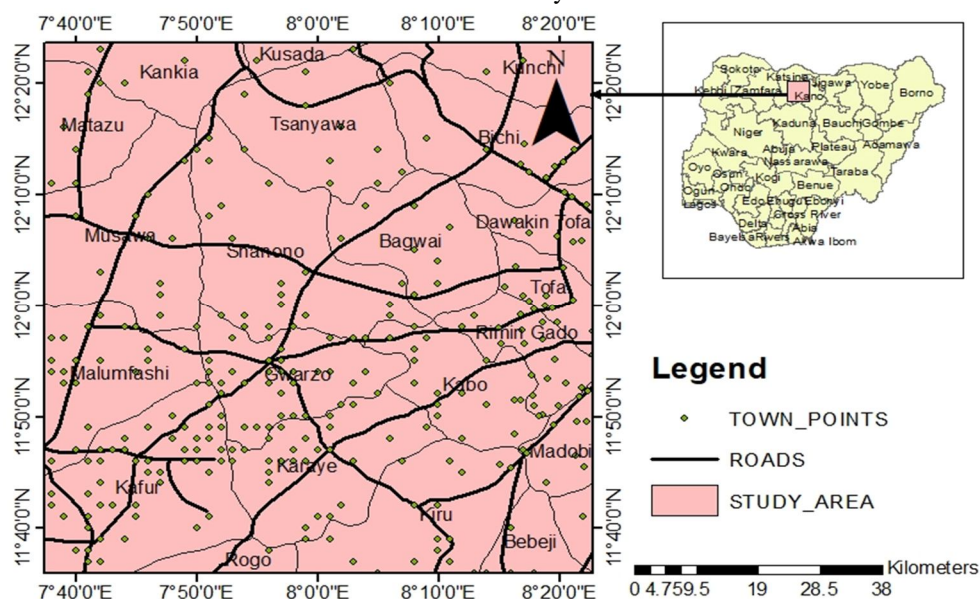 7°40'0"E 7°50'0"E 8°0'0"E 8°10'0"E 8°20'0"E
12°20'0"N
12°10'0"N
12°0'0"N
11°50'0"N
11°40'0"N
Kusada
N
Kankia
Kunchi
Matazu
Tsanyawa
Bichi
Dawakin Tofa
Musawa
Bagwai
Shanono
Tofa
Rimin Gado
Malumfashi
Gwarzo
Kabo
Madobi
Karaye
Kafur
Kiru
Bebeji
Rogo
12°20'0"N
12°10'0"N
12°0'0"N
11°50'0"N
11°40'0"N
7°40'0"E 7°50'0"E 8°0'0"E 8°10'0"E 8°20'0"E
Sokoto
Katsina
Kebbi
Zamfara
Kano
Yobe
Borno
Kaduna
Bauchi
Gombe
Niger
Adamawa
Abuja
Plateau
Kwara
Nassarawa
Oyo
Osun
Kogi
Taraba
Ogun
Ondo
Benue
Lagos
Edo
Enugu
Ebonyi
Cross River
Delta
Abia
Bayelsa
Rivers
Akwa Ibom
Legend
TOWN_POINTS
ROADS
STUDY_AREA
Kilometers
0 4.75 9.5 19 28.5 38